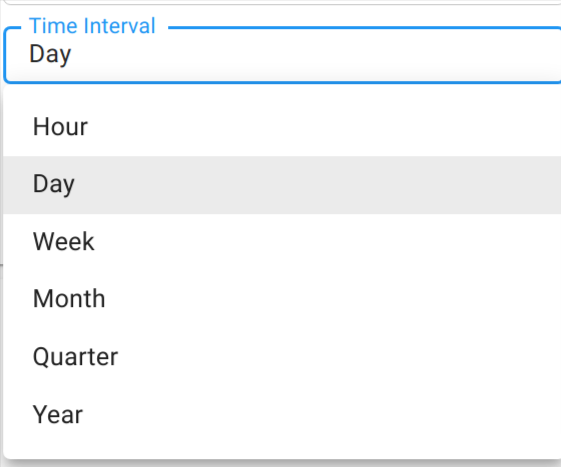 Time Interval
Day
Hour
Day
Week
Month
Quarter
Year